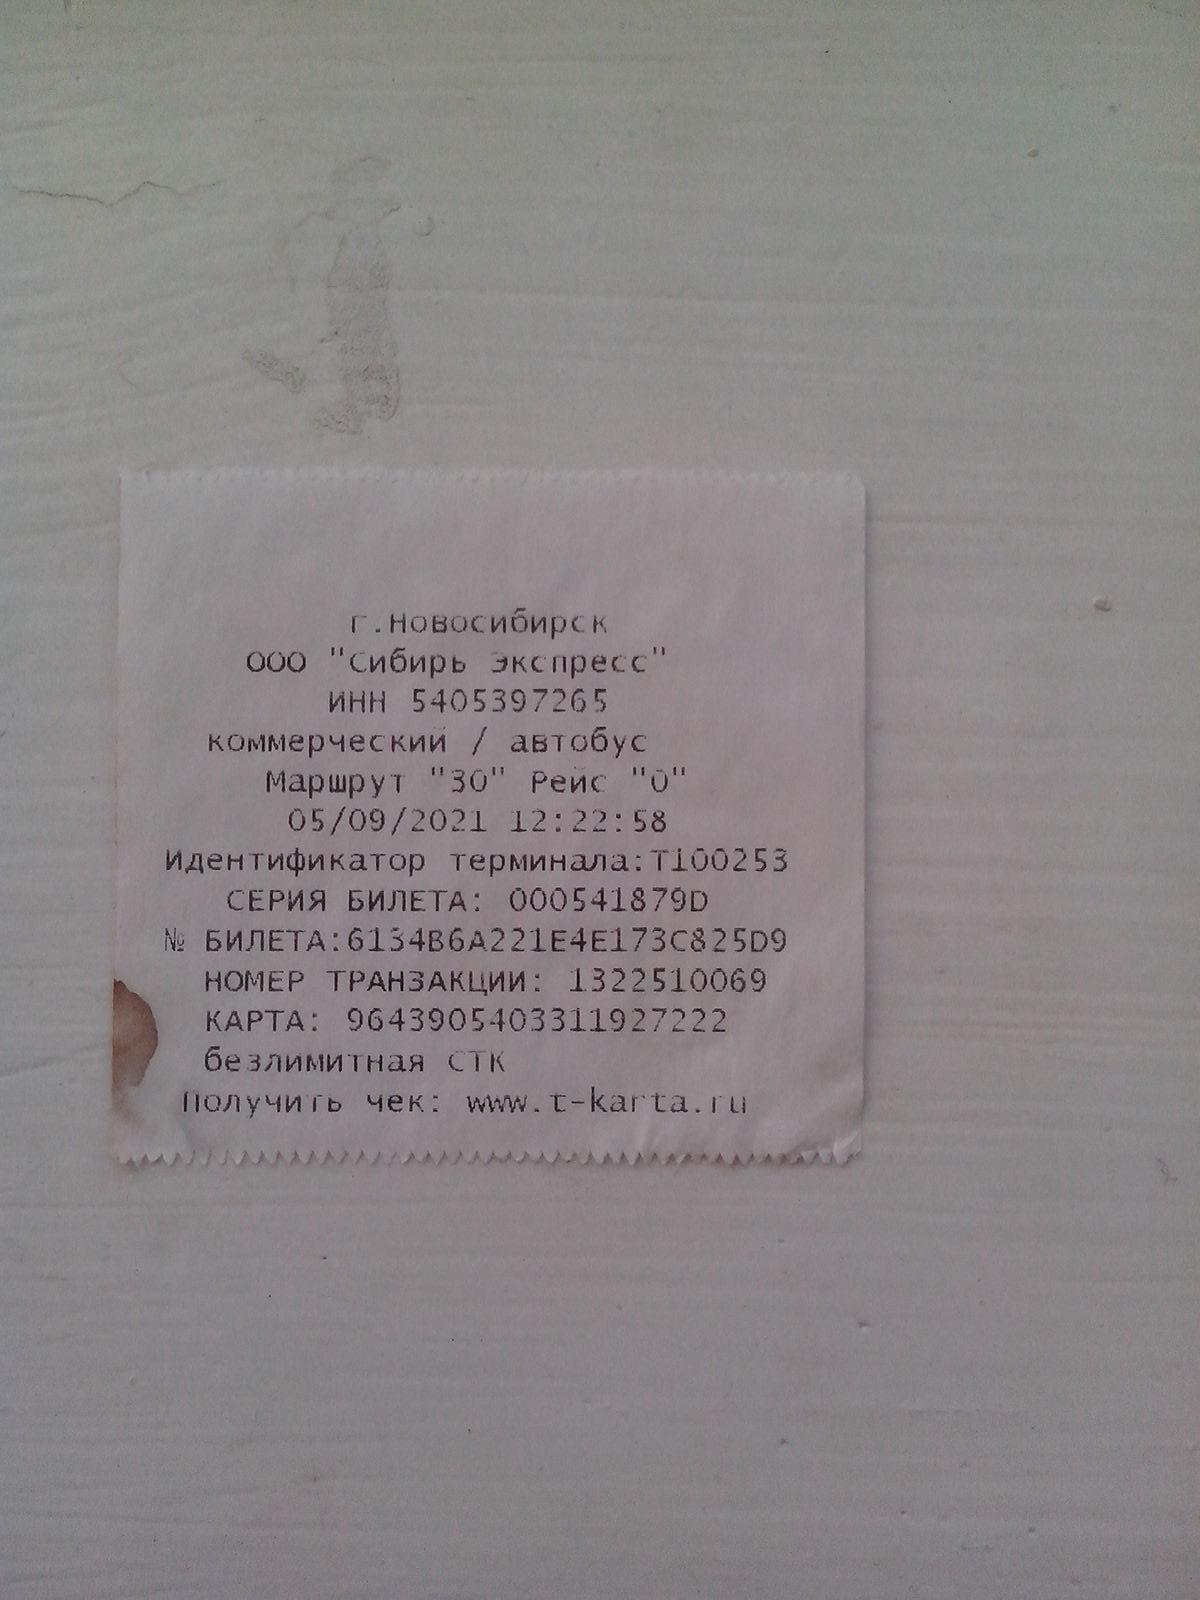 г.Новосибирск
ООО "Сибирь Экспресс"
ИНН 5405397265
коммерческий / автобус
Маршрут "30" Рейс "0"
05/09/2021 12:22:58
Идентификатор терминала:T100253
СЕРИЯ БИЛЕТА: 000541879D
№ БИЛЕТА:6134B6A221E4E173C825D9
НОМЕР ТРАНЗАКЦИИ: 1322510069
КАРТА: 9643905403311927222
безлимитная СТК
Получить чек: www.t-karta.ru